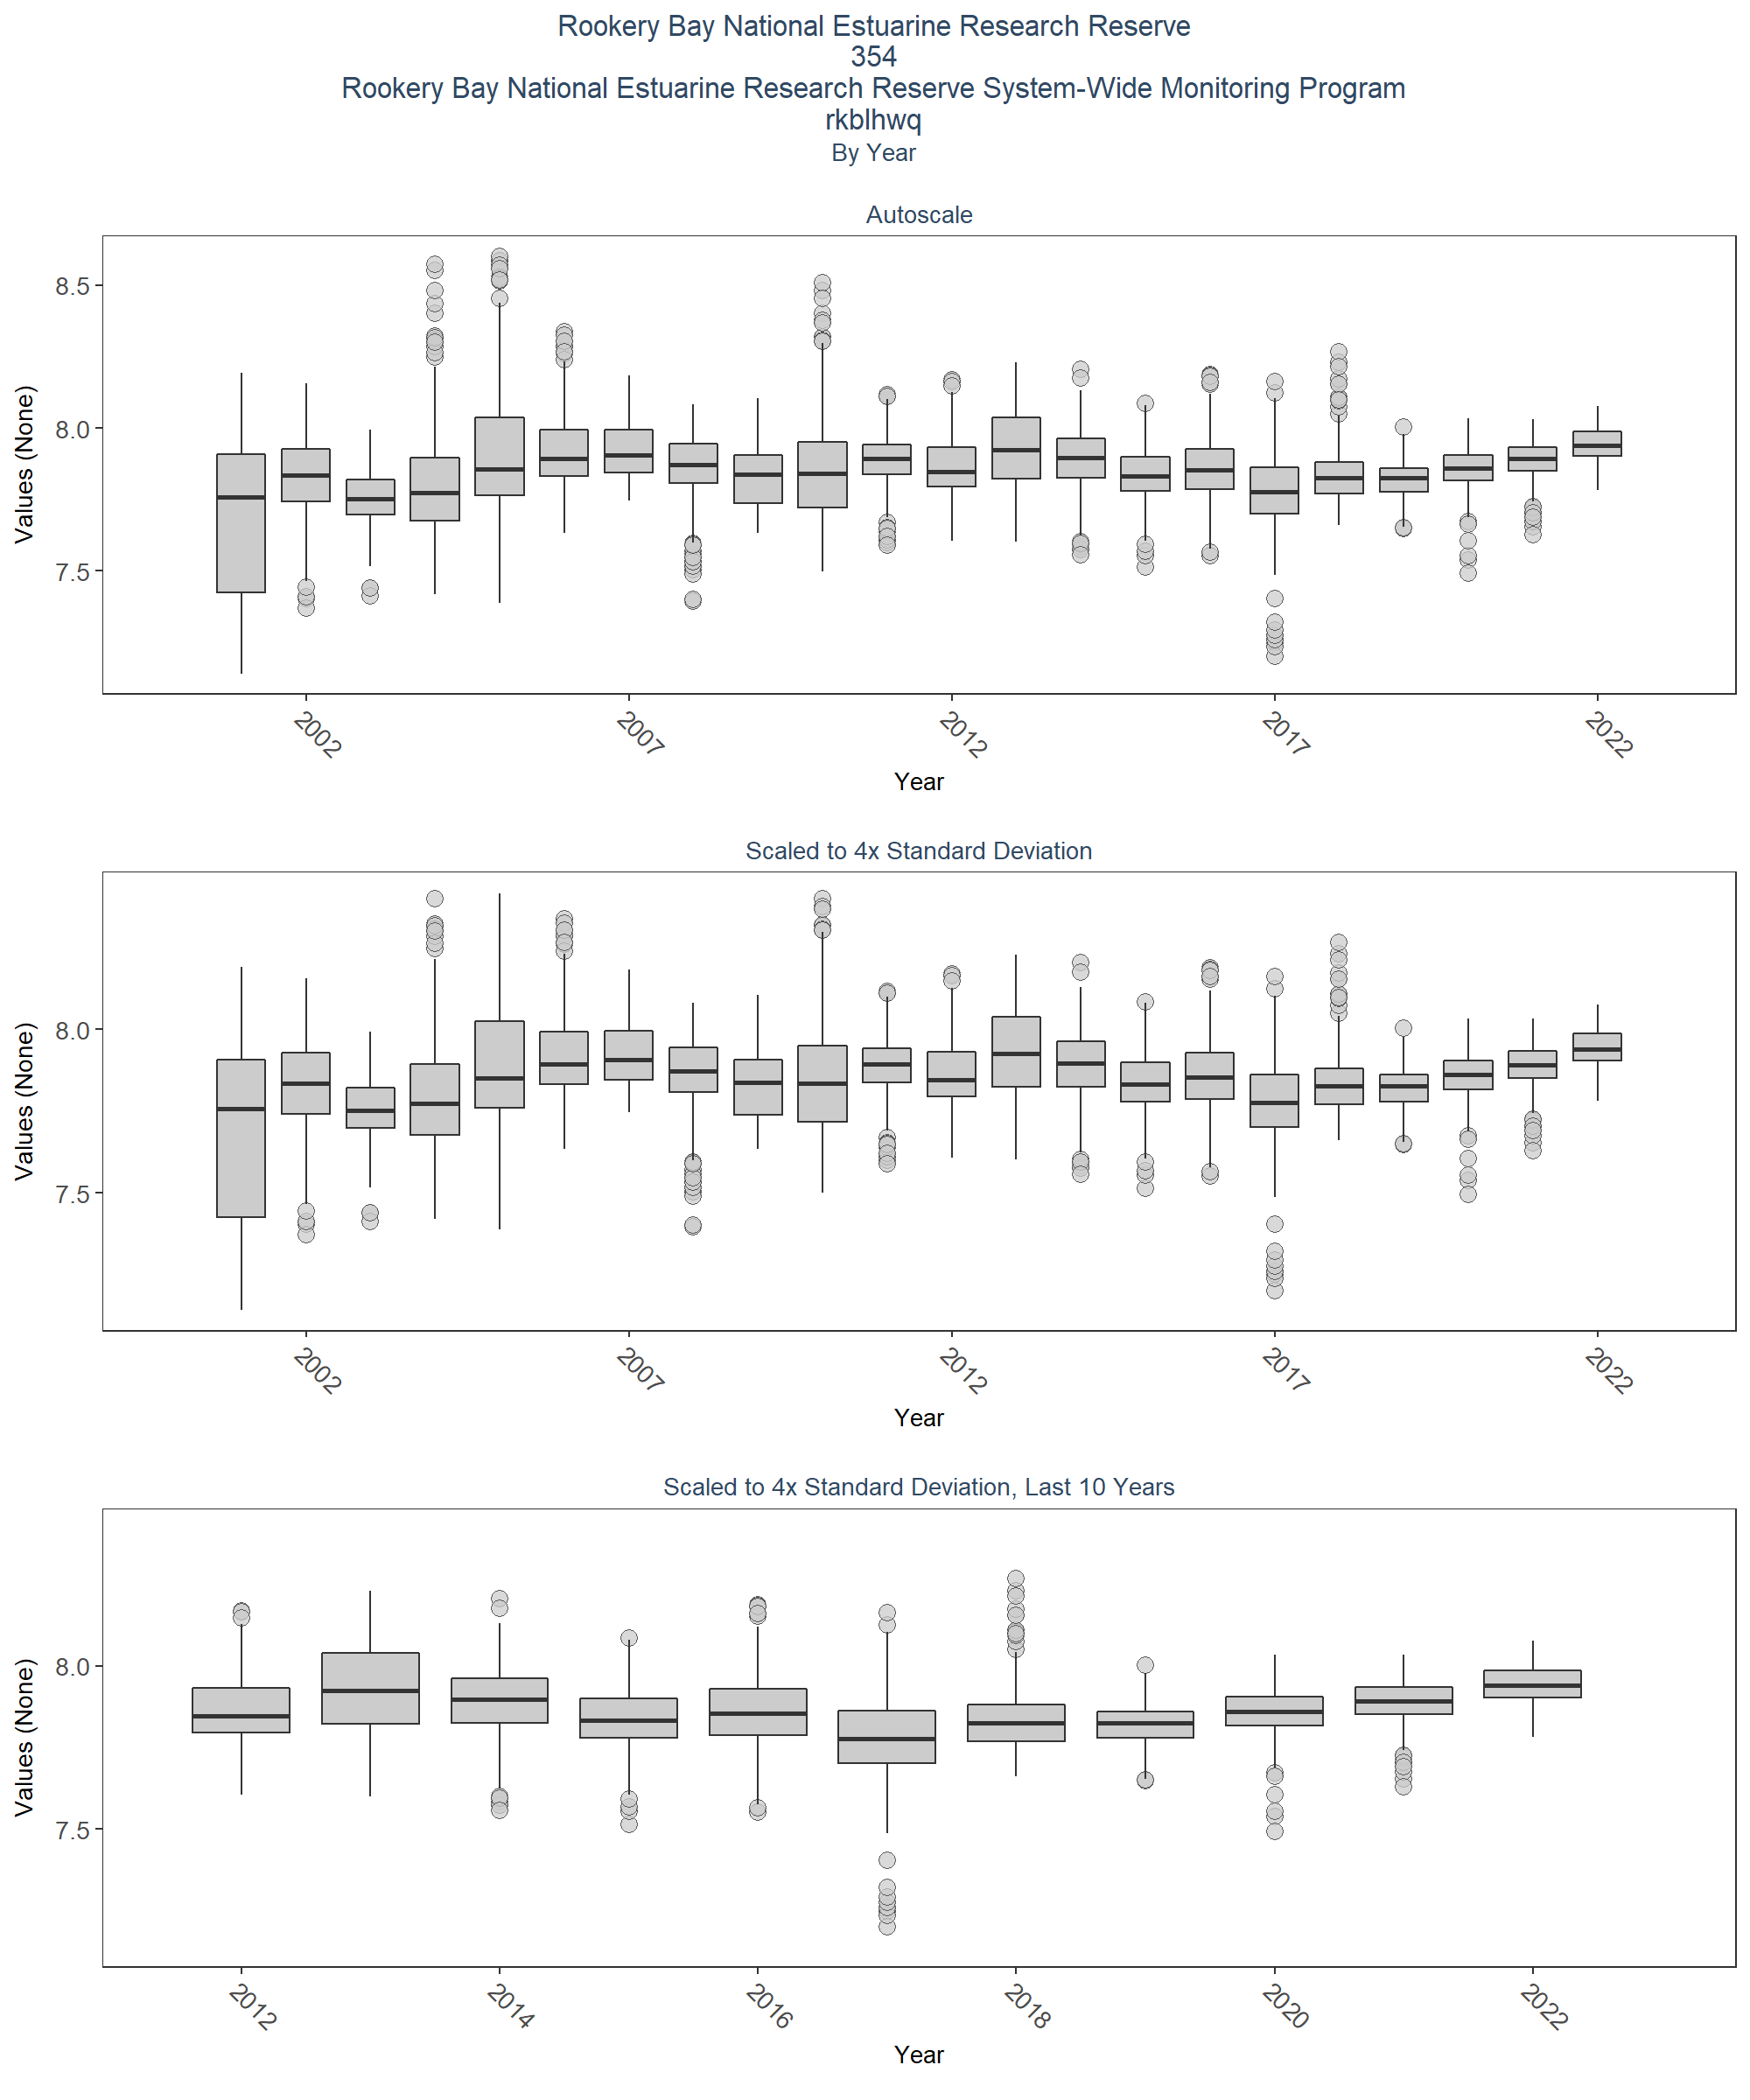 Rookery Bay National Estuarine Research Reserve
354
Rookery Bay National Estuarine Research Reserve System-Wide Monitoring Program
rkblhwq
By Year
Autoscale
Values (None)
8.5
8.0
7.5
2002
2007
2012
2017
2022
Year
Scaled to 4x Standard Deviation
Values (None)
8.0
7.5
2002
2007
2012
2017
2022
Year
Scaled to 4x Standard Deviation, Last 10 Years
Values (None)
8.0
7.5
2012
2014
2016
2018
2020
2022
Year